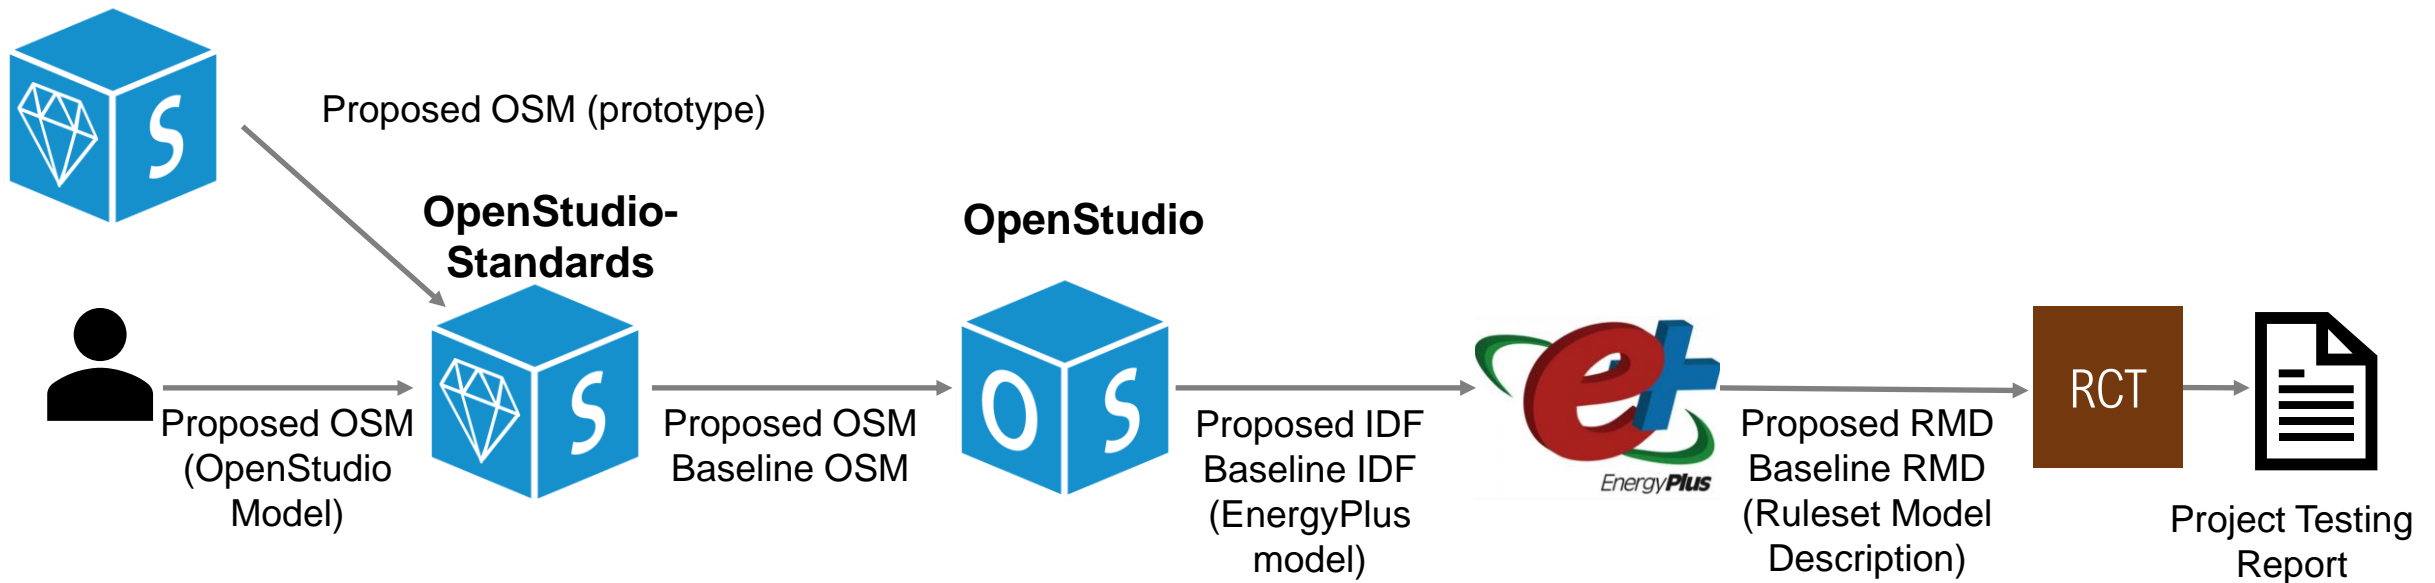 S
Proposed OSM (prototype)
OpenStudio-
Standards
OpenStudio
Proposed OSM
(OpenStudio
Model)
S
Proposed OSM
Baseline OSM
O S
Proposed IDF
Baseline IDF
(EnergyPlus
model)
e+
EnergyPlus
Proposed RMD
Baseline RMD
(Ruleset Model
Description)
RCT
Project Testing
Report